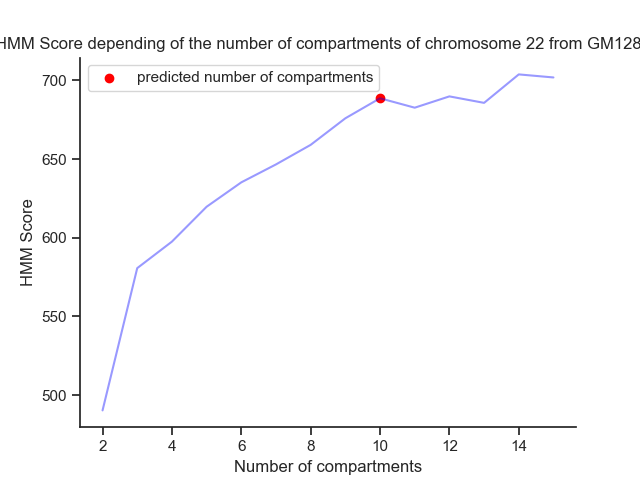 HMM Score depending of the number of compartments of chromosome 22 from GM128
predicted number of compartments
700
650
600
550
500
HMM Score
2 4 6 8 10 12 14
Number of compartments